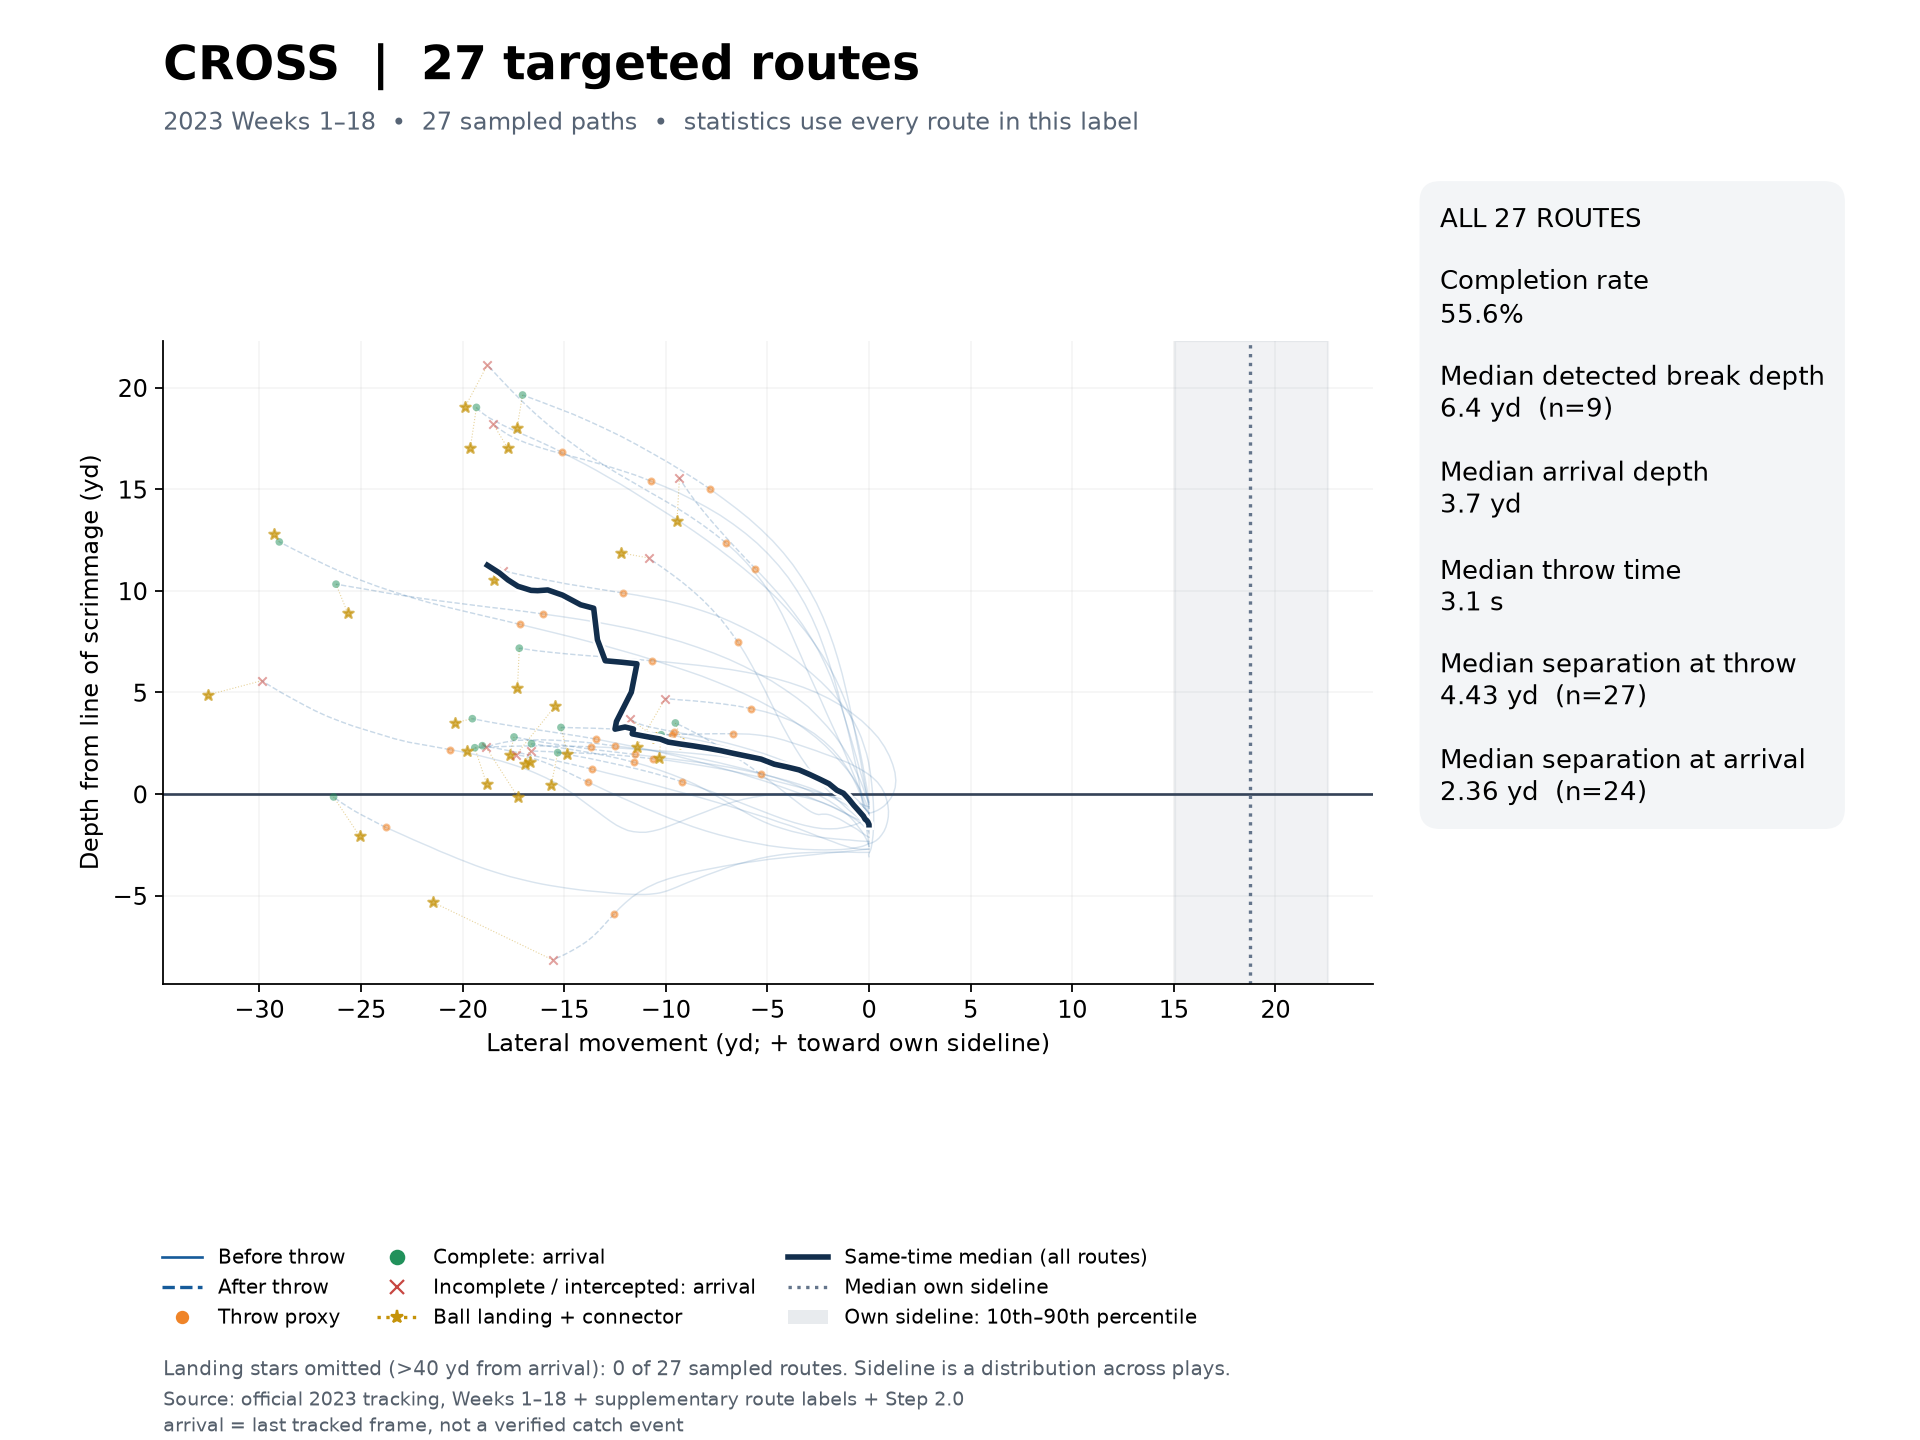 CROSS | 27 targeted routes
2023 Weeks 1–18 • 27 sampled paths • statistics use every route in this label
ALL 27 ROUTES
Completion rate
55.6%
Median detected break depth
6.4 yd (n=9)
Median arrival depth
3.7 yd
Median throw time
3.1 s
Median separation at throw
4.43 yd (n=27)
Median separation at arrival
2.36 yd (n=24)
Depth from line of scrimmage (yd)
20
15
10
5
0
−5
−30 −25 −20 −15 −10 −5 0 5 10 15 20
Lateral movement (yd; + toward own sideline)
Before throw
After throw
Throw proxy
Complete: arrival
Incomplete / intercepted: arrival
Ball landing + connector
Same-time median (all routes)
Median own sideline
Own sideline: 10th–90th percentile
Landing stars omitted (>40 yd from arrival): 0 of 27 sampled routes. Sideline is a distribution across plays.
Source: official 2023 tracking, Weeks 1–18 + supplementary route labels + Step 2.0
arrival = last tracked frame, not a verified catch event